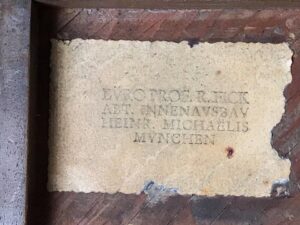 BVRO PROF. R. FICK
ABT. INNENAVSBAV
HEINR. MICHAELIS
MVNCHEN